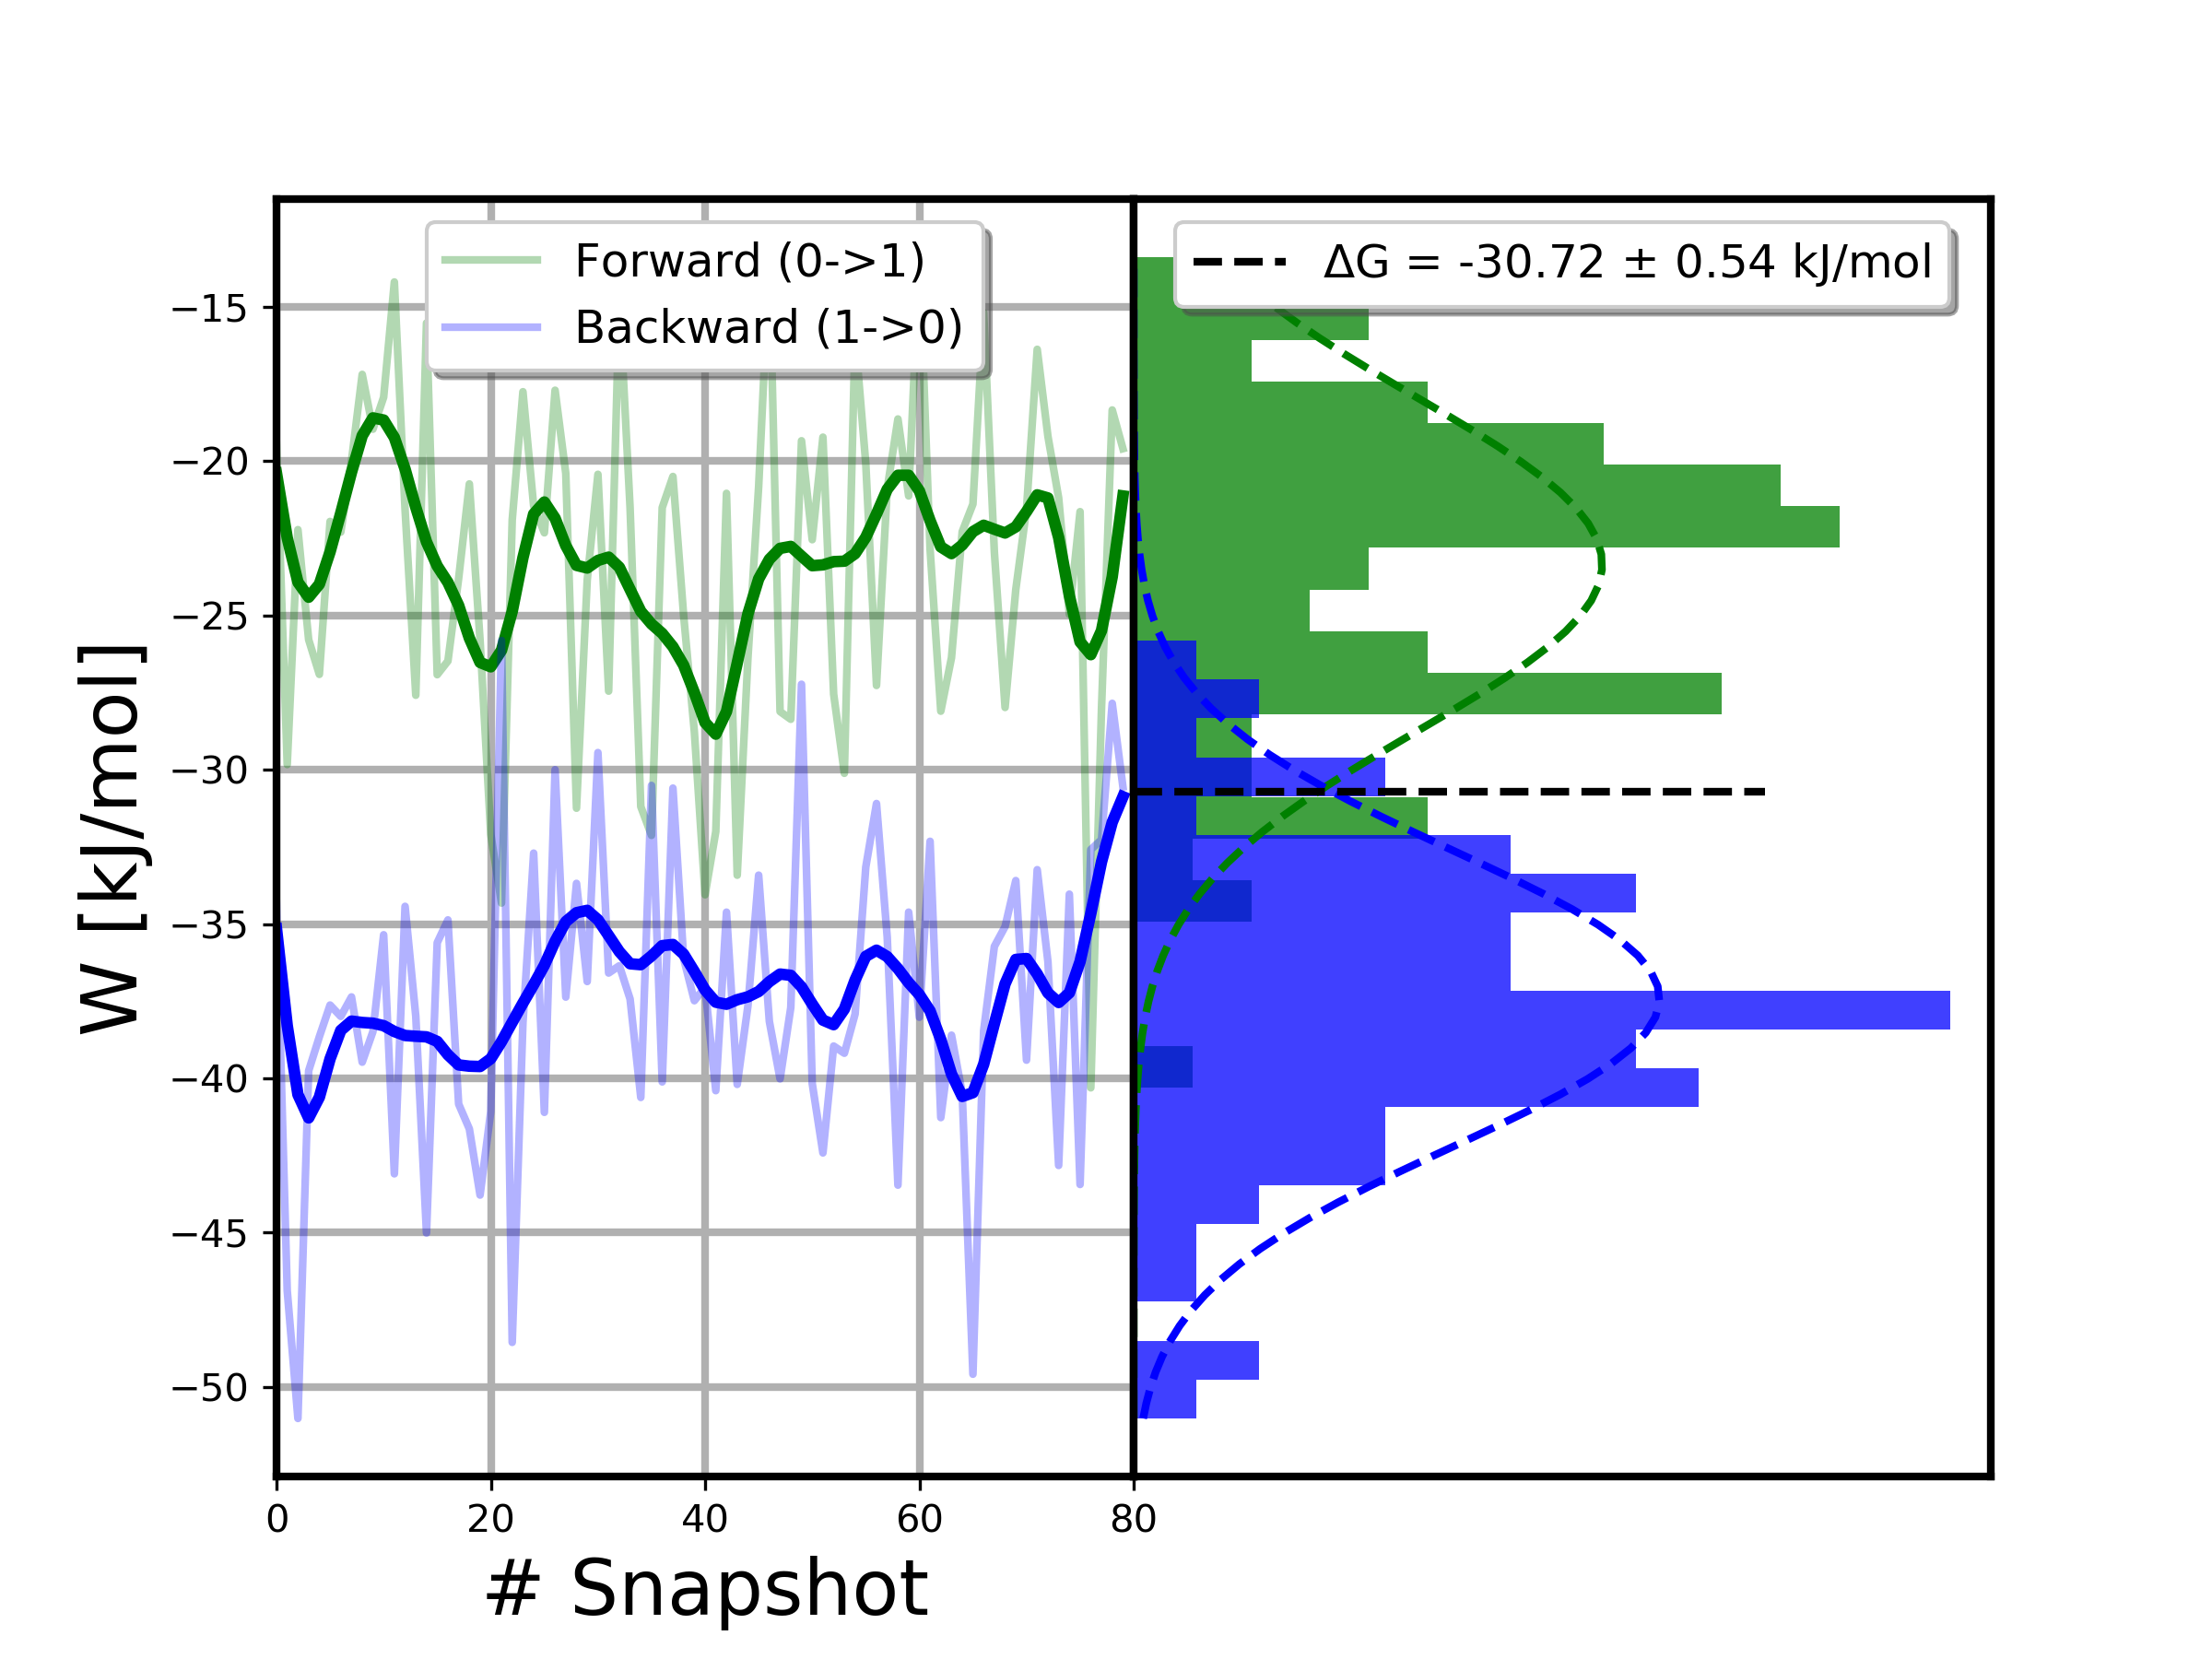 Forward (0->1)
Backward (1->0)
ΔG = -30.72 ± 0.54 kJ/mol
W [kJ/mol]
−15
−20
−25
−30
−35
−40
−45
−50
0 20 40 60 80
# Snapshot